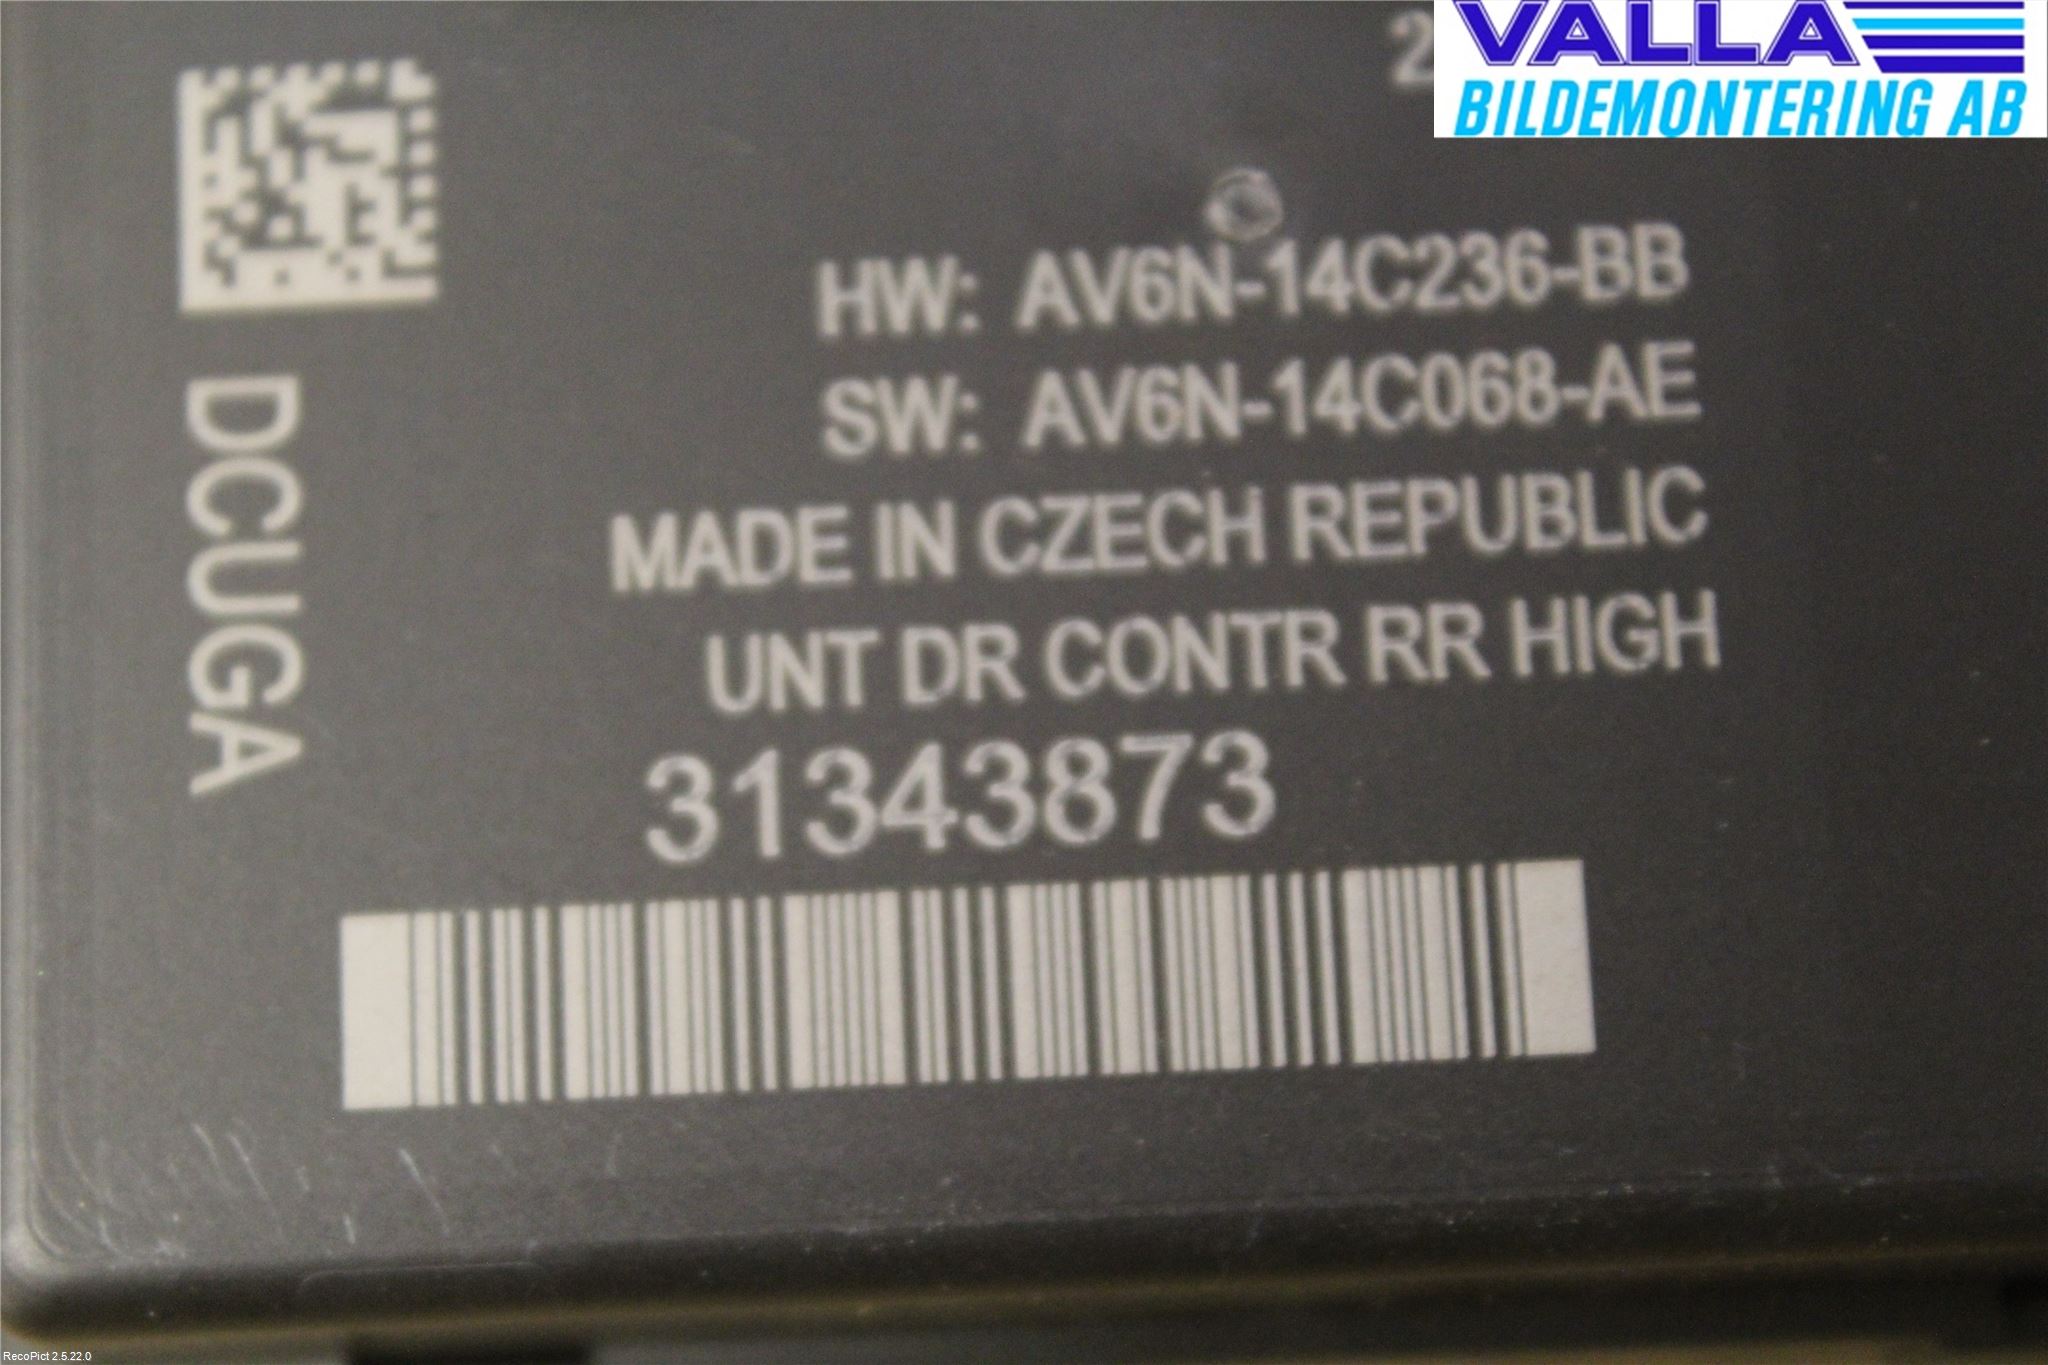 VALLA
BILDEMONTERING AB
HW: AV6N-14C236-BB
SW: AV6N-14C068-AE
MADE IN CZECH REPUBLIC
UNT DR CONTR RR HIGH
31343873
DCUGA
RecoPict 2.5.22.0